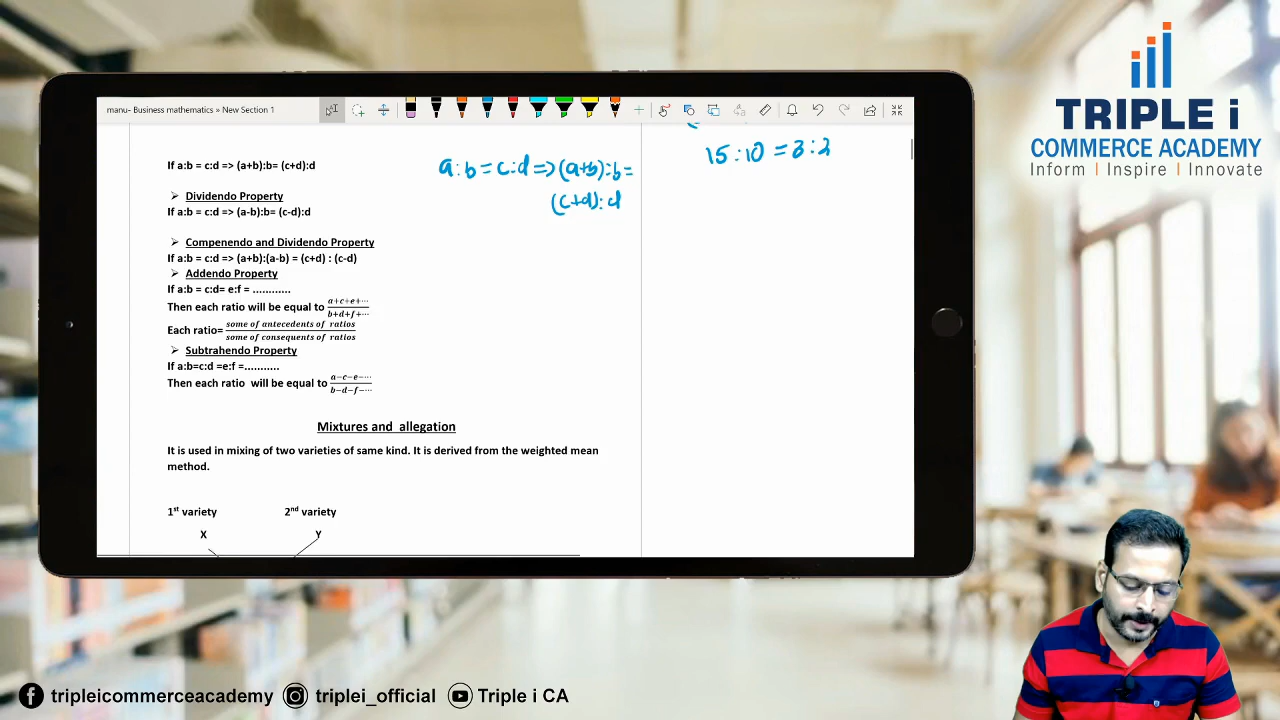 manu- Business mathematics » New Section 1
If a:b = c:d => (a+b):b= (c+d):d
➢ Dividendo Property
If a:b = c:d => (a-b):b= (c-d):d
➢ Compenendo and Dividendo Property
If a:b = c:d => (a+b):(a-b) = (c+d) : (c-d)
➢ Addendo Property
If a:b = c:d= e:f = ............
Then each ratio will be equal to a+c+e+⋯ / b+d+f+⋯
Each ratio= some of antecedents of ratios / some of consequents of ratios
➢ Subtrahendo Property
If a:b=c:d =e:f =...........
Then each ratio will be equal to a−c−e−⋯ / b−d−f−⋯
Mixtures and allegation
It is used in mixing of two varieties of same kind. It is derived from the weighted mean
method.
1st variety 2nd variety
X Y
a:b = c:d => (a+b):b =
(c+d):d
15:10 = 3:2
TRIPLE i
COMMERCE ACADEMY
Inform | Inspire | Innovate
tripleicommerceacademy triplei_official Triple i CA